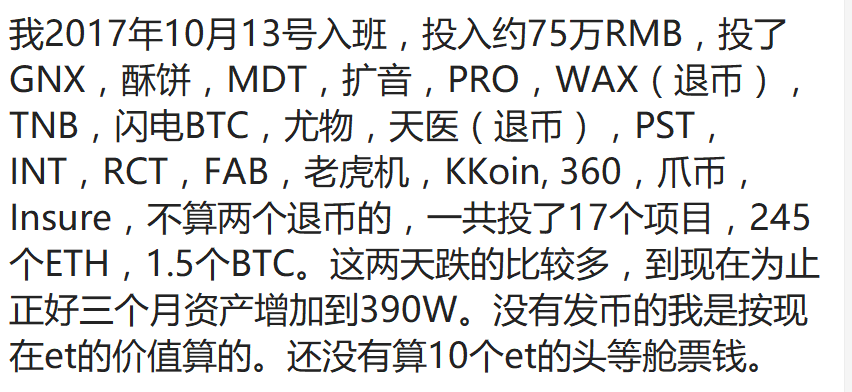 我2017年10月13号入班，投入约75万RMB，投了
GNX，酥饼，MDT，扩音，PRO，WAX（退币），
TNB，闪电BTC，尤物，天医（退币），PST，
INT，RCT，FAB，老虎机，KKoin, 360，爪币，
Insure，不算两个退币的，一共投了17个项目，245
个ETH，1.5个BTC。这两天跌的比较多，到现在为止
正好三个月资产增加到390W。没有发币的我是按现
在et的价值算的。还没有算10个et的头等舱票钱。